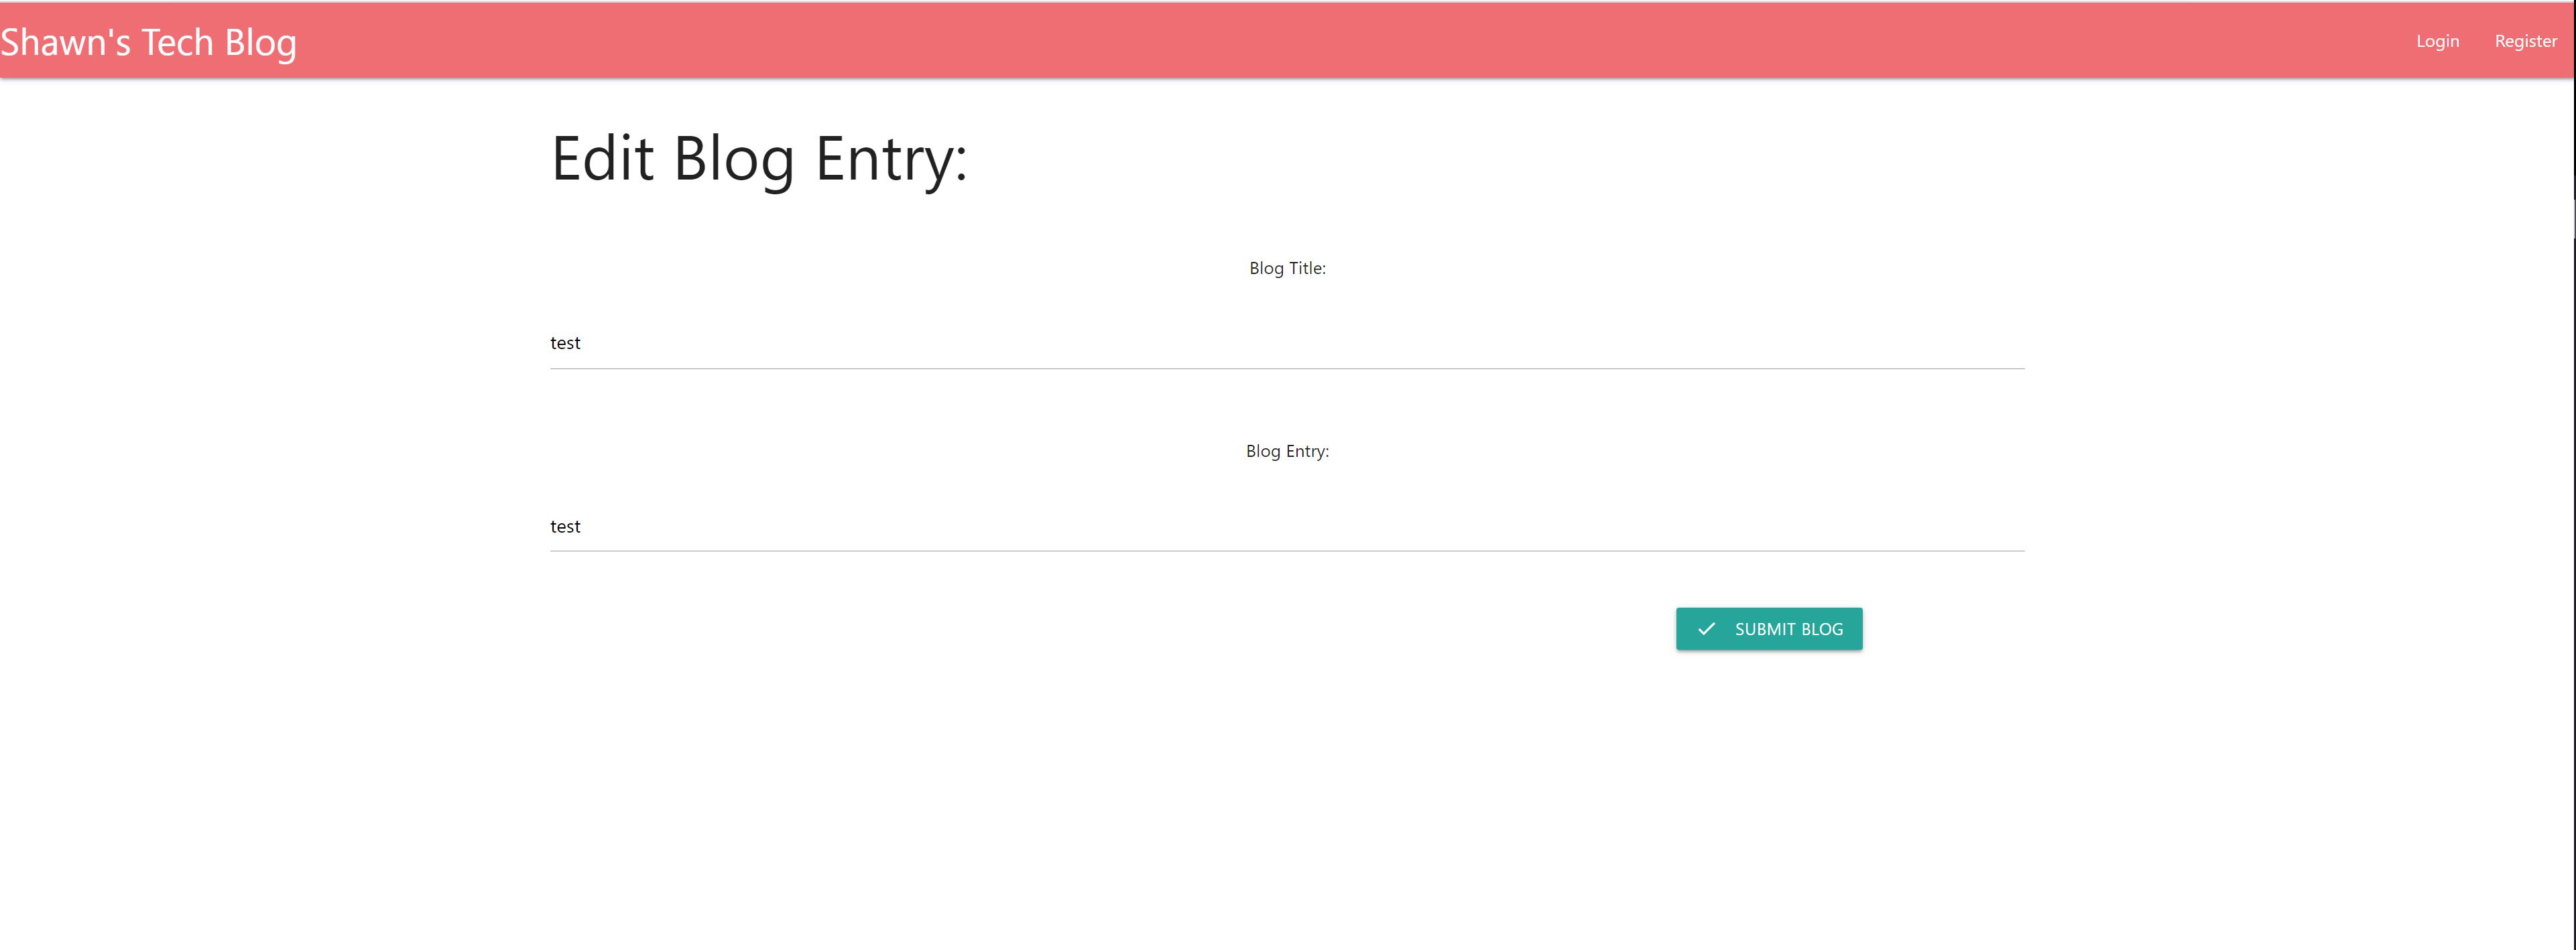 Shawn's Tech Blog
Login
Register
Edit Blog Entry:
Blog Title:
test
Blog Entry:
test
SUBMIT BLOG